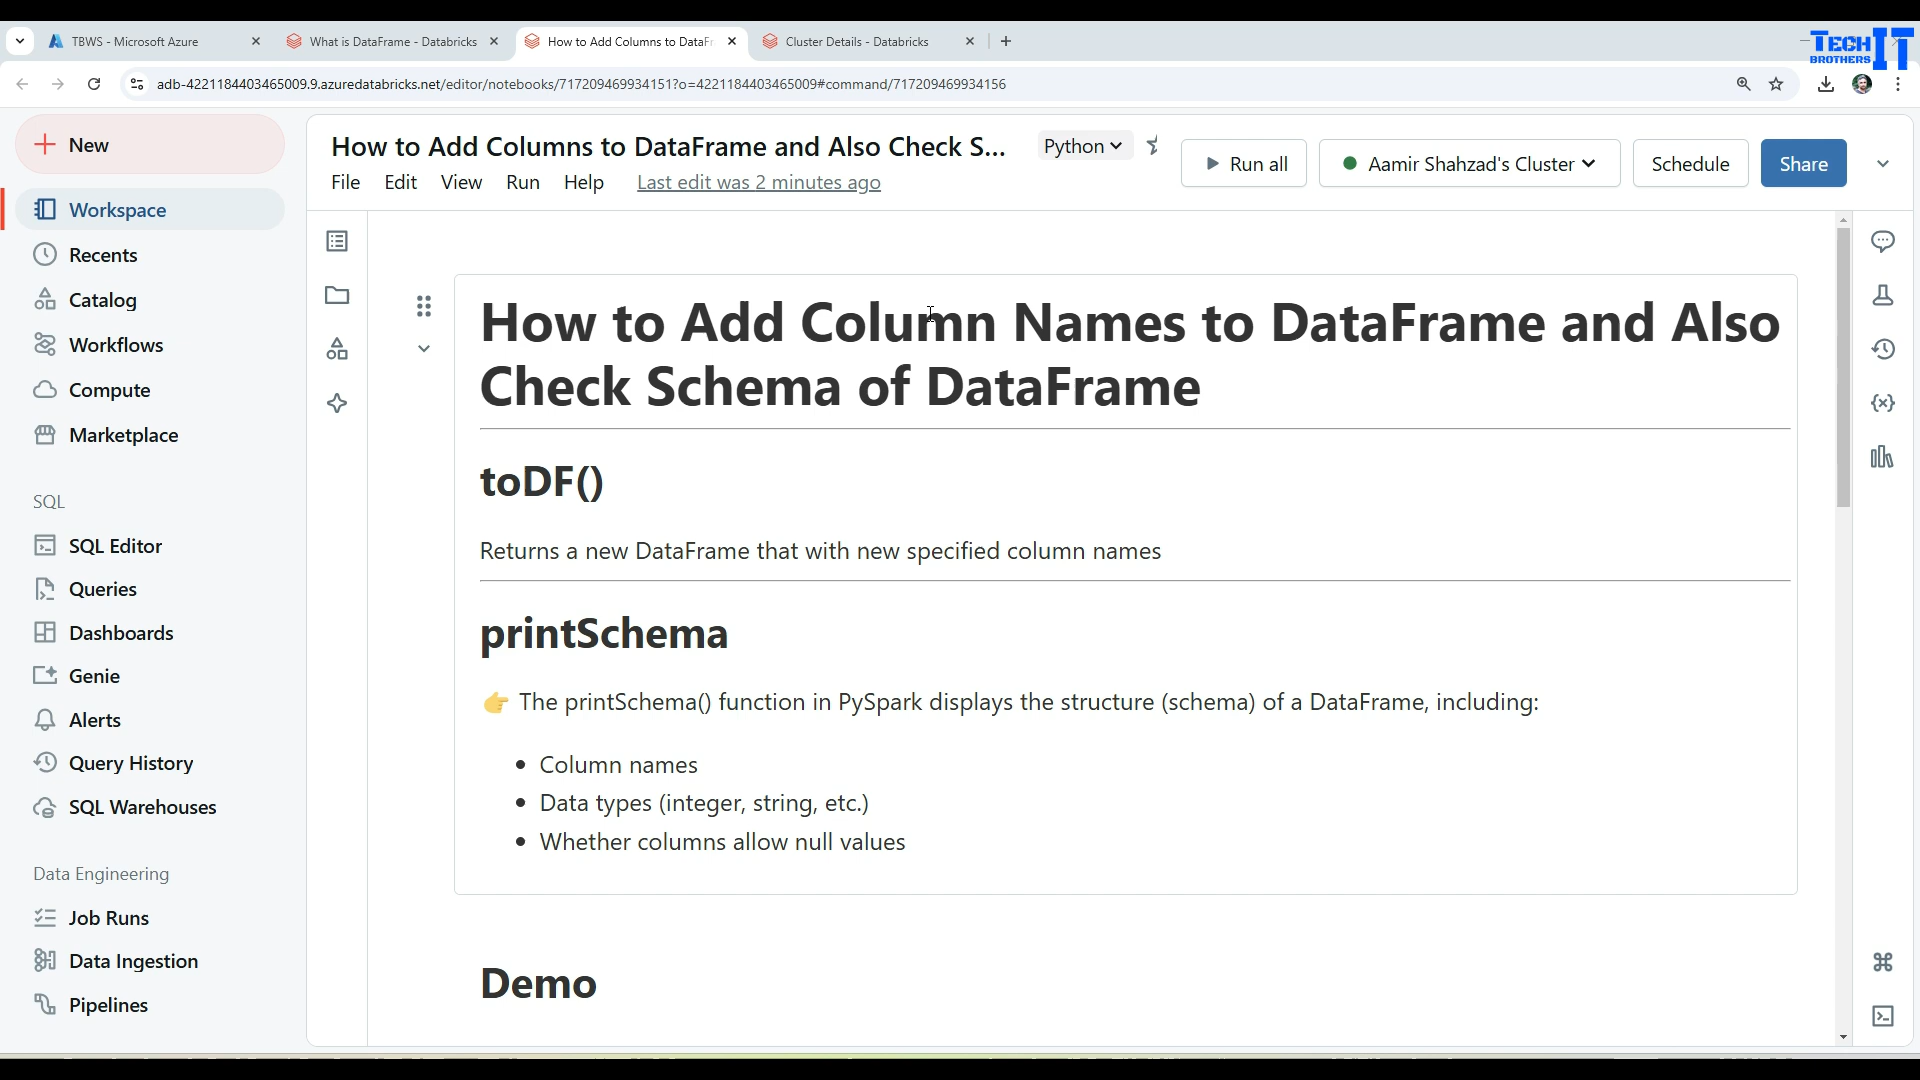 TBWS - Microsoft Azure
What is DataFrame - Databricks
How to Add Columns to DataFr
Cluster Details - Databricks
TECH BROTHERS IT
adb-4221184403465009.9.azuredatabricks.net/editor/notebooks/717209469934151?o=4221184403465009#command/717209469934156
New
Workspace
Recents
Catalog
Workflows
Compute
Marketplace
SQL
SQL Editor
Queries
Dashboards
Genie
Alerts
Query History
SQL Warehouses
Data Engineering
Job Runs
Data Ingestion
Pipelines
How to Add Columns to DataFrame and Also Check S...
Python
Run all
Aamir Shahzad's Cluster
Schedule
Share
File Edit View Run Help Last edit was 2 minutes ago
How to Add Column Names to DataFrame and Also
Check Schema of DataFrame
toDF()
Returns a new DataFrame that with new specified column names
printSchema
👉 The printSchema() function in PySpark displays the structure (schema) of a DataFrame, including:
• Column names
• Data types (integer, string, etc.)
• Whether columns allow null values
Demo